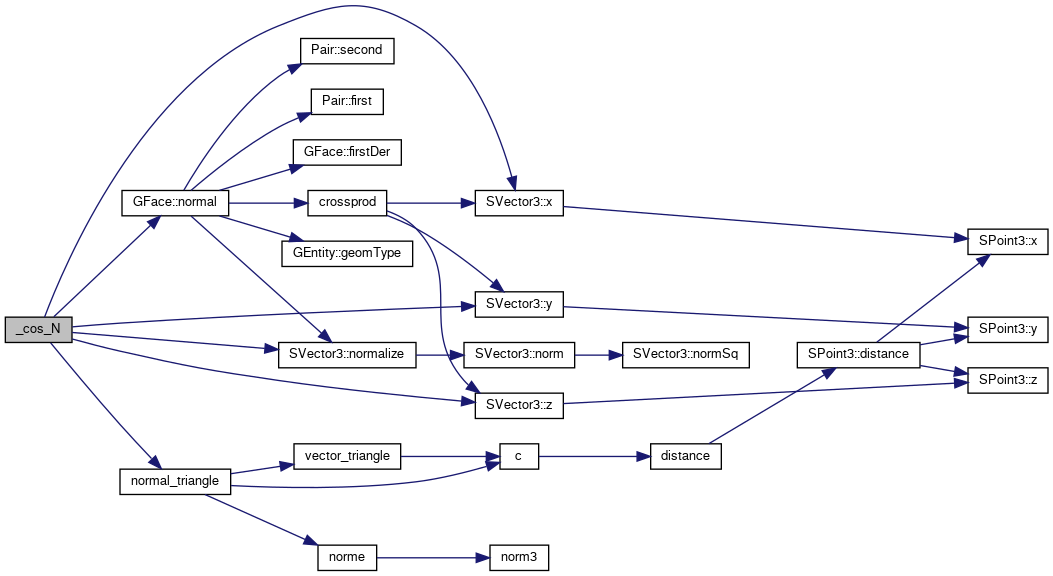 Pair::second
Pair::first
GFace::firstDer
GFace::normal
crossprod
SVector3::x
GEntity::geomType
SPoint3::x
SVector3::y
_cos_N
SPoint3::y
SVector3::normalize
SVector3::norm
SVector3::normSq
SPoint3::distance
SPoint3::z
SVector3::z
vector_triangle
c
distance
normal_triangle
norme
norm3